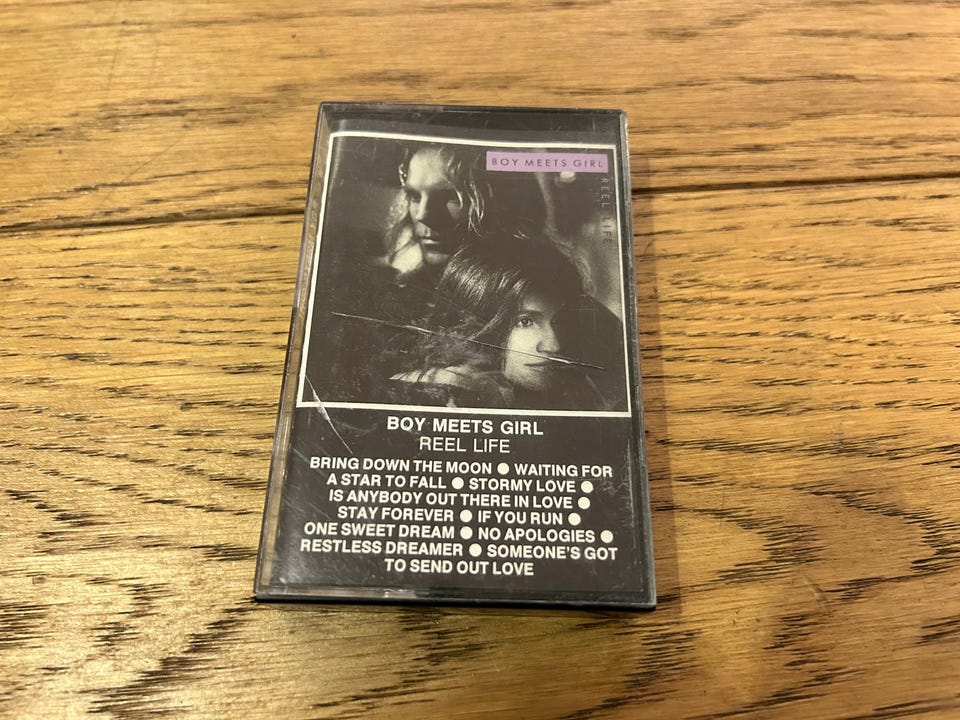 BOY MEETS GIRL
REEL LIFE
BOY MEETS GIRL
REEL LIFE
BRING DOWN THE MOON ● WAITING FOR
A STAR TO FALL ● STORMY LOVE ●
IS ANYBODY OUT THERE IN LOVE ●
STAY FOREVER ● IF YOU RUN ●
ONE SWEET DREAM ● NO APOLOGIES ●
RESTLESS DREAMER ● SOMEONE'S GOT
TO SEND OUT LOVE